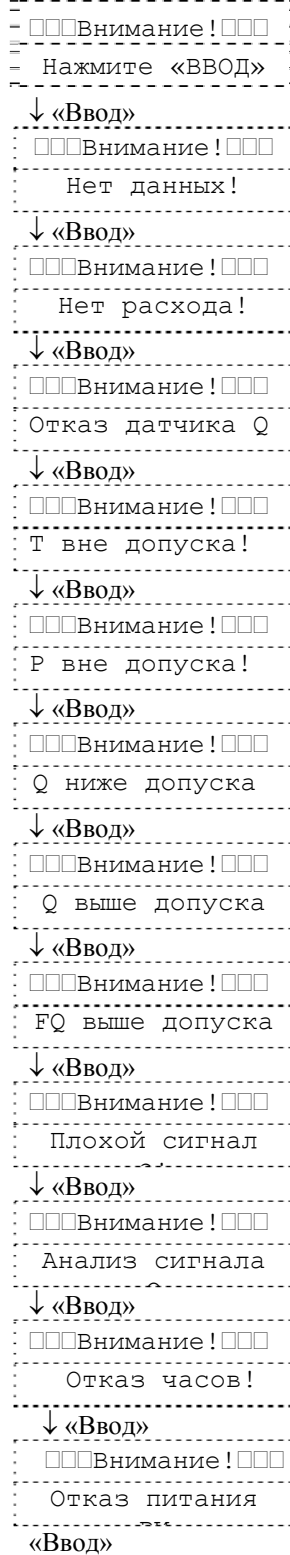 □□□Внимание!□□□
Нажмите «ВВОД»
↓ «Ввод»
□□□Внимание!□□□
Нет данных!
↓ «Ввод»
□□□Внимание!□□□
Нет расхода!
↓ «Ввод»
□□□Внимание!□□□
Отказ датчика Q
↓ «Ввод»
□□□Внимание!□□□
Т вне допуска!
↓ «Ввод»
□□□Внимание!□□□
Р вне допуска!
↓ «Ввод»
□□□Внимание!□□□
Q ниже допуска
↓ «Ввод»
□□□Внимание!□□□
Q выше допуска
↓ «Ввод»
□□□Внимание!□□□
FQ выше допуска
↓ «Ввод»
□□□Внимание!□□□
Плохой сигнал
↓ «Ввод»
□□□Внимание!□□□
Анализ сигнала
↓ «Ввод»
□□□Внимание!□□□
Отказ часов!
↓ «Ввод»
□□□Внимание!□□□
Отказ питания
«Ввод»